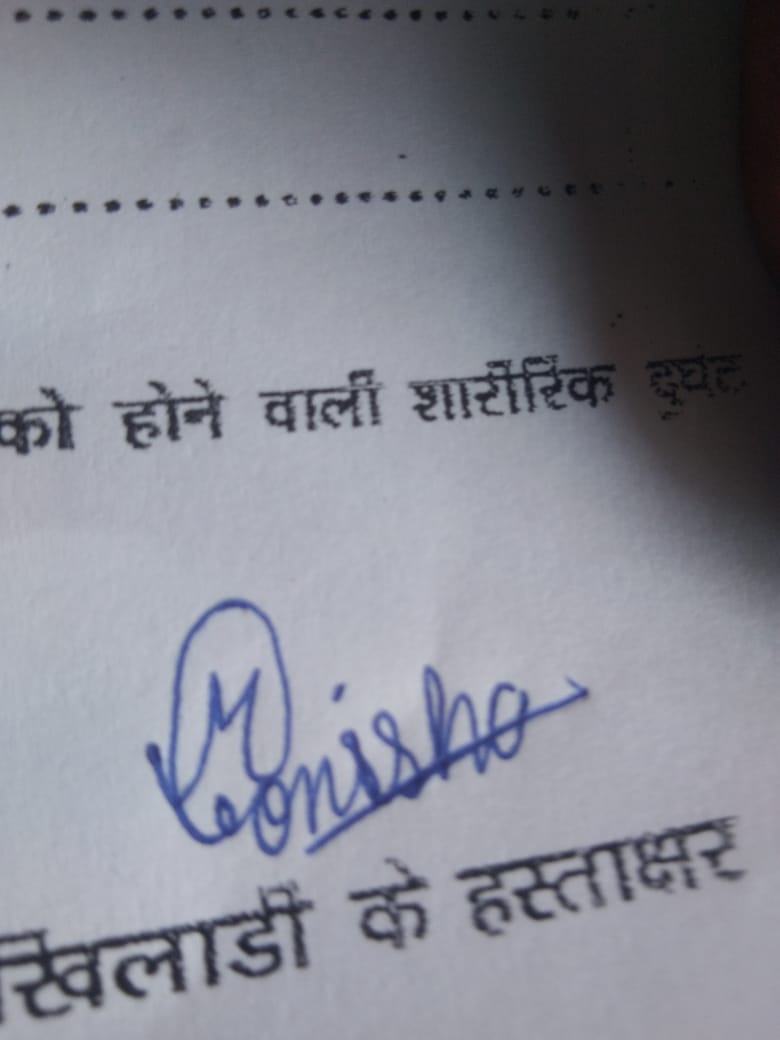 को होने वाली शारीरिक
Monisha
खिलाडी के हस्ताक्षर